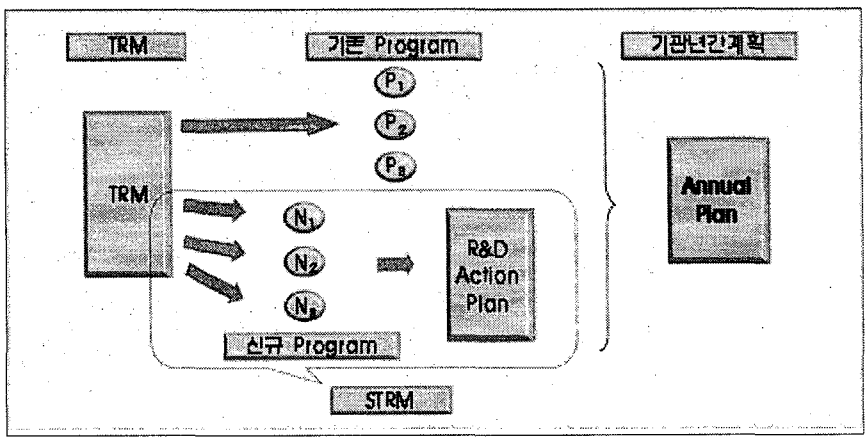 TRM
기존 Program
기관년간계획
P₁
P₂
P₃
TRM
N₁
N₂
N₃
R&D
Action
Plan
Annual
Plan
신규 Program
STRM